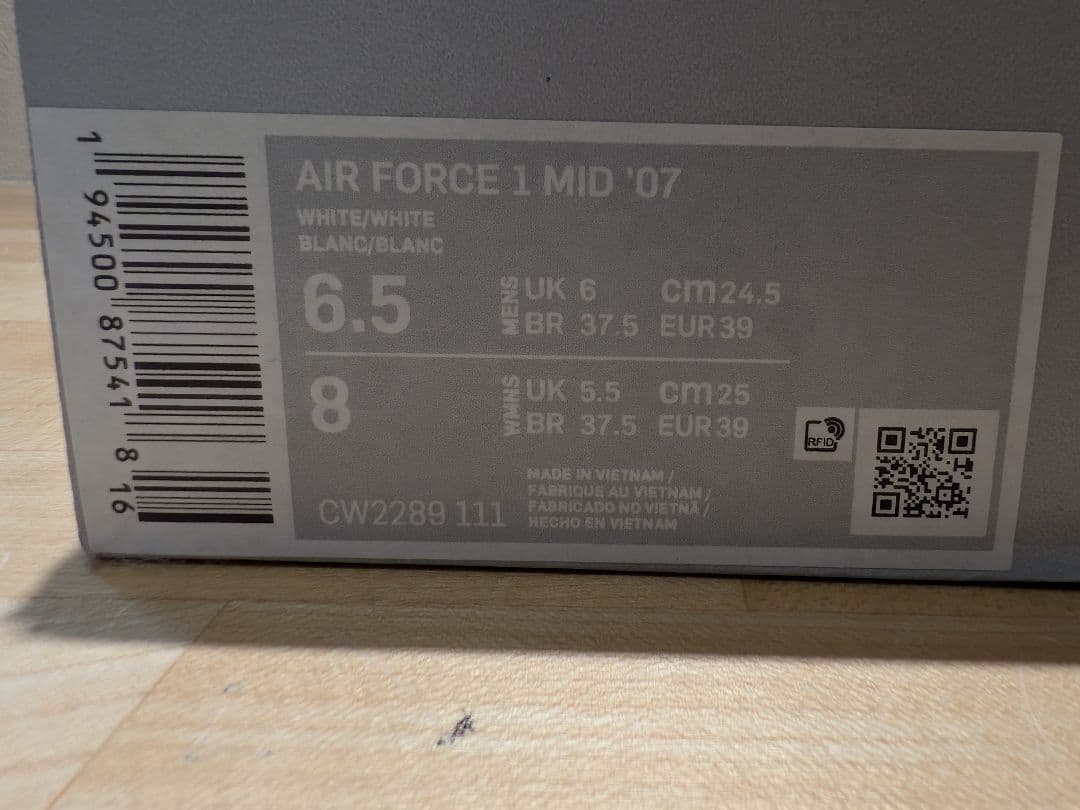 AIR FORCE 1 MID '07
WHITE/WHITE
BLANC/BLANC
6.5 MENS UK 6 cm 24.5
BR 37.5 EUR 39
8 WMNS UK 5.5 cm 25
BR 37.5 EUR 39
MADE IN VIETNAM /
FABRIQUE AU VIETNAM /
FABRICADO NO VIETNÃ /
HECHO EN VIETNAM
CW2289 111
RFID
1 94500 87541 8 16